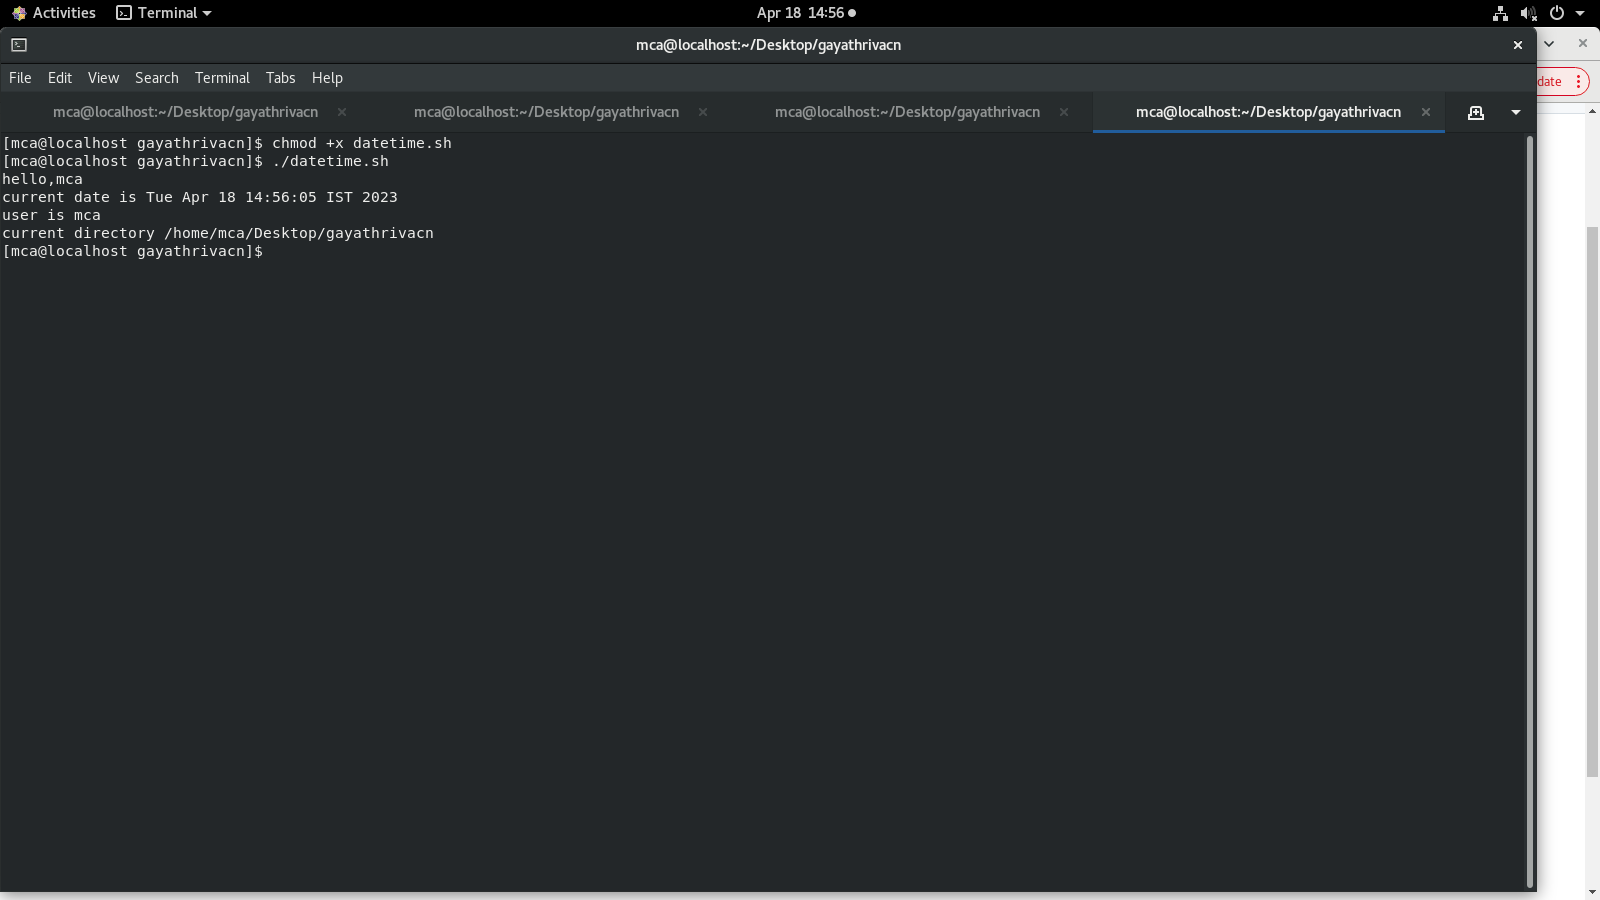 Activities Terminal Apr 18 14:56
mca@localhost:~/Desktop/gayathrivacn
File Edit View Search Terminal Tabs Help
date
mca@localhost:~/Desktop/gayathrivacn mca@localhost:~/Desktop/gayathrivacn mca@localhost:~/Desktop/gayathrivacn mca@localhost:~/Desktop/gayathrivacn
[mca@localhost gayathrivacn]$ chmod +x datetime.sh
[mca@localhost gayathrivacn]$ ./datetime.sh
hello,mca
current date is Tue Apr 18 14:56:05 IST 2023
user is mca
current directory /home/mca/Desktop/gayathrivacn
[mca@localhost gayathrivacn]$